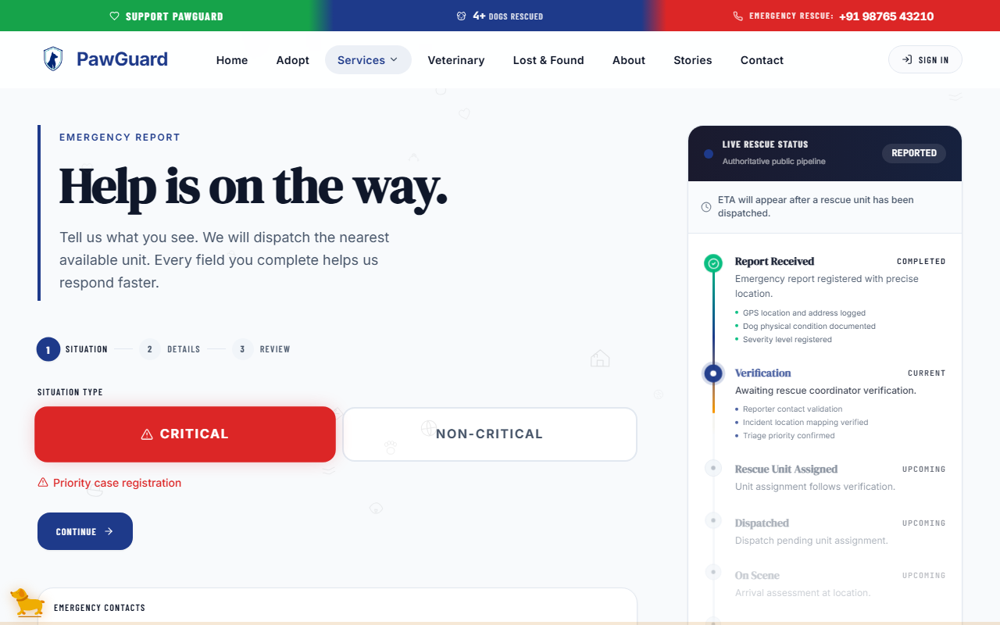 SUPPORT PAWGUARD
4+ DOGS RESCUED
EMERGENCY RESCUE: +91 98765 43210
PawGuard
Home
Adopt
Services
Veterinary
Lost & Found
About
Stories
Contact
SIGN IN
EMERGENCY REPORT
Help is on the way.
Tell us what you see. We will dispatch the nearest
available unit. Every field you complete helps us
respond faster.
1 SITUATION
2 DETAILS
3 REVIEW
SITUATION TYPE
CRITICAL
NON-CRITICAL
Priority case registration
CONTINUE
EMERGENCY CONTACTS
LIVE RESCUE STATUS
Authoritative public pipeline
REPORTED
ETA will appear after a rescue unit has been
dispatched.
Report Received
COMPLETED
Emergency report registered with precise
location.
GPS location and address logged
Dog physical condition documented
Severity level registered
Verification
CURRENT
Awaiting rescue coordinator verification.
Reporter contact validation
Incident location mapping verified
Triage priority confirmed
Rescue Unit Assigned
UPCOMING
Unit assignment follows verification.
Dispatched
UPCOMING
Dispatch pending unit assignment.
On Scene
UPCOMING
Arrival assessment at location.